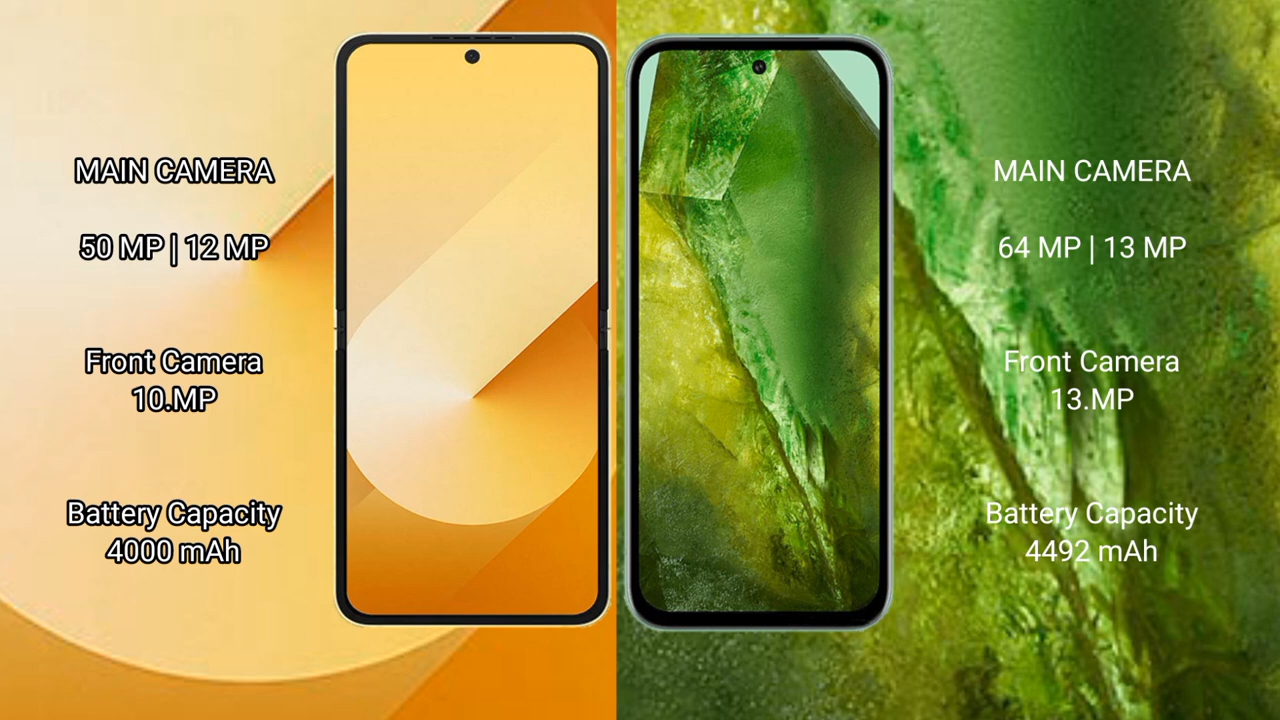 MAIN CAMERA
50 MP | 12 MP
Front Camera
10.MP
Battery Capacity
4000 mAh
MAIN CAMERA
64 MP | 13 MP
Front Camera
13.MP
Battery Capacity
4492 mAh